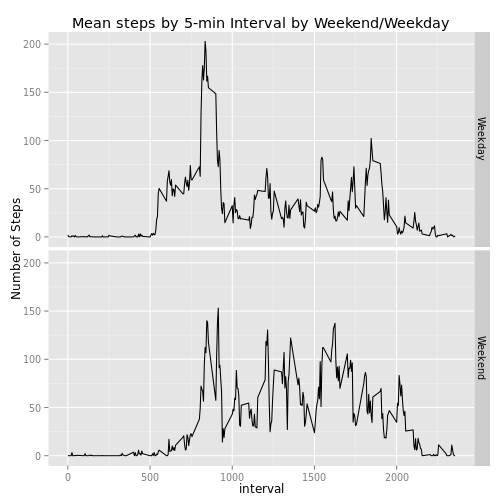 Mean steps by 5-min Interval by Weekend/Weekday
200
150
100
50
0
Weekday
Number of Steps
200
150
100
50
0
Weekend
0 500 1000 1500 2000
interval